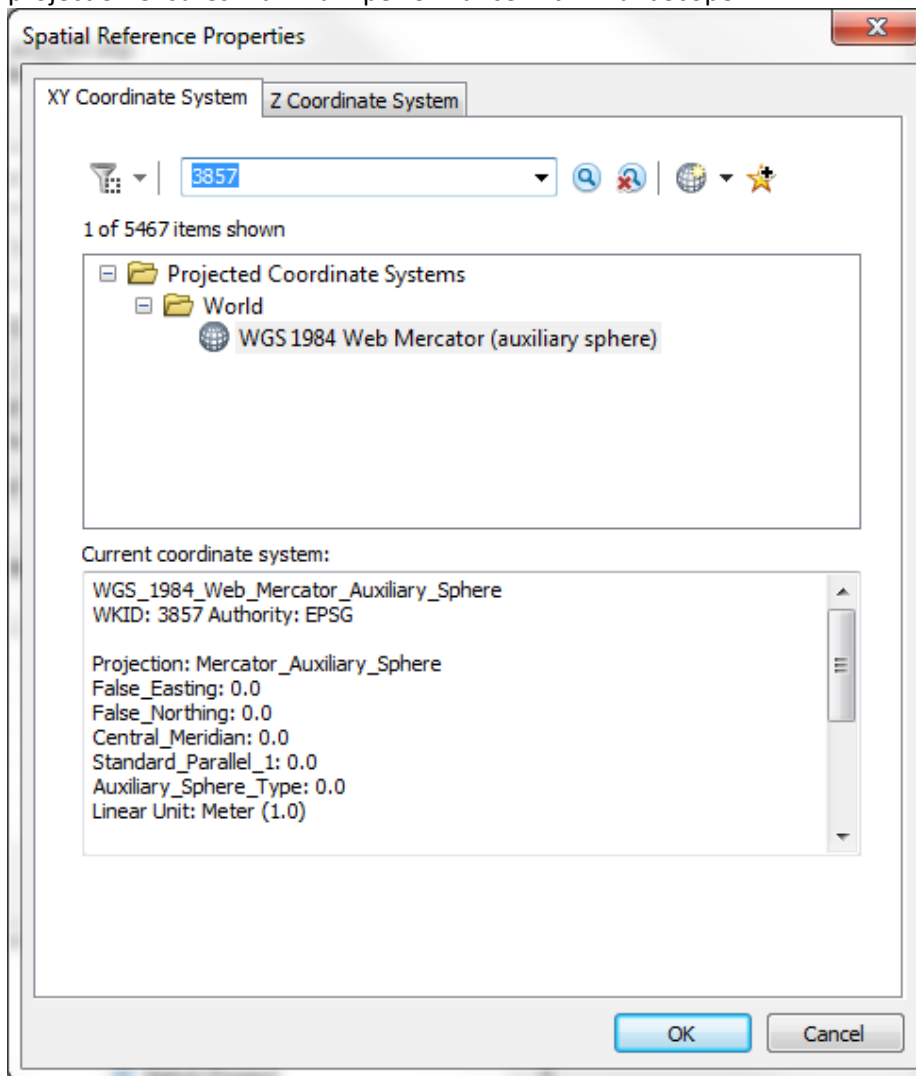 Spatial Reference Properties
XY Coordinate System
Z Coordinate System
3857
1 of 5467 items shown
Projected Coordinate Systems
World
WGS 1984 Web Mercator (auxiliary sphere)
Current coordinate system:
WGS_1984_Web_Mercator_Auxiliary_Sphere
WKID: 3857 Authority: EPSG
Projection: Mercator_Auxiliary_Sphere
False_Easting: 0.0
False_Northing: 0.0
Central_Meridian: 0.0
Standard_Parallel_1: 0.0
Auxiliary_Sphere_Type: 0.0
Linear Unit: Meter (1.0)
OK
Cancel